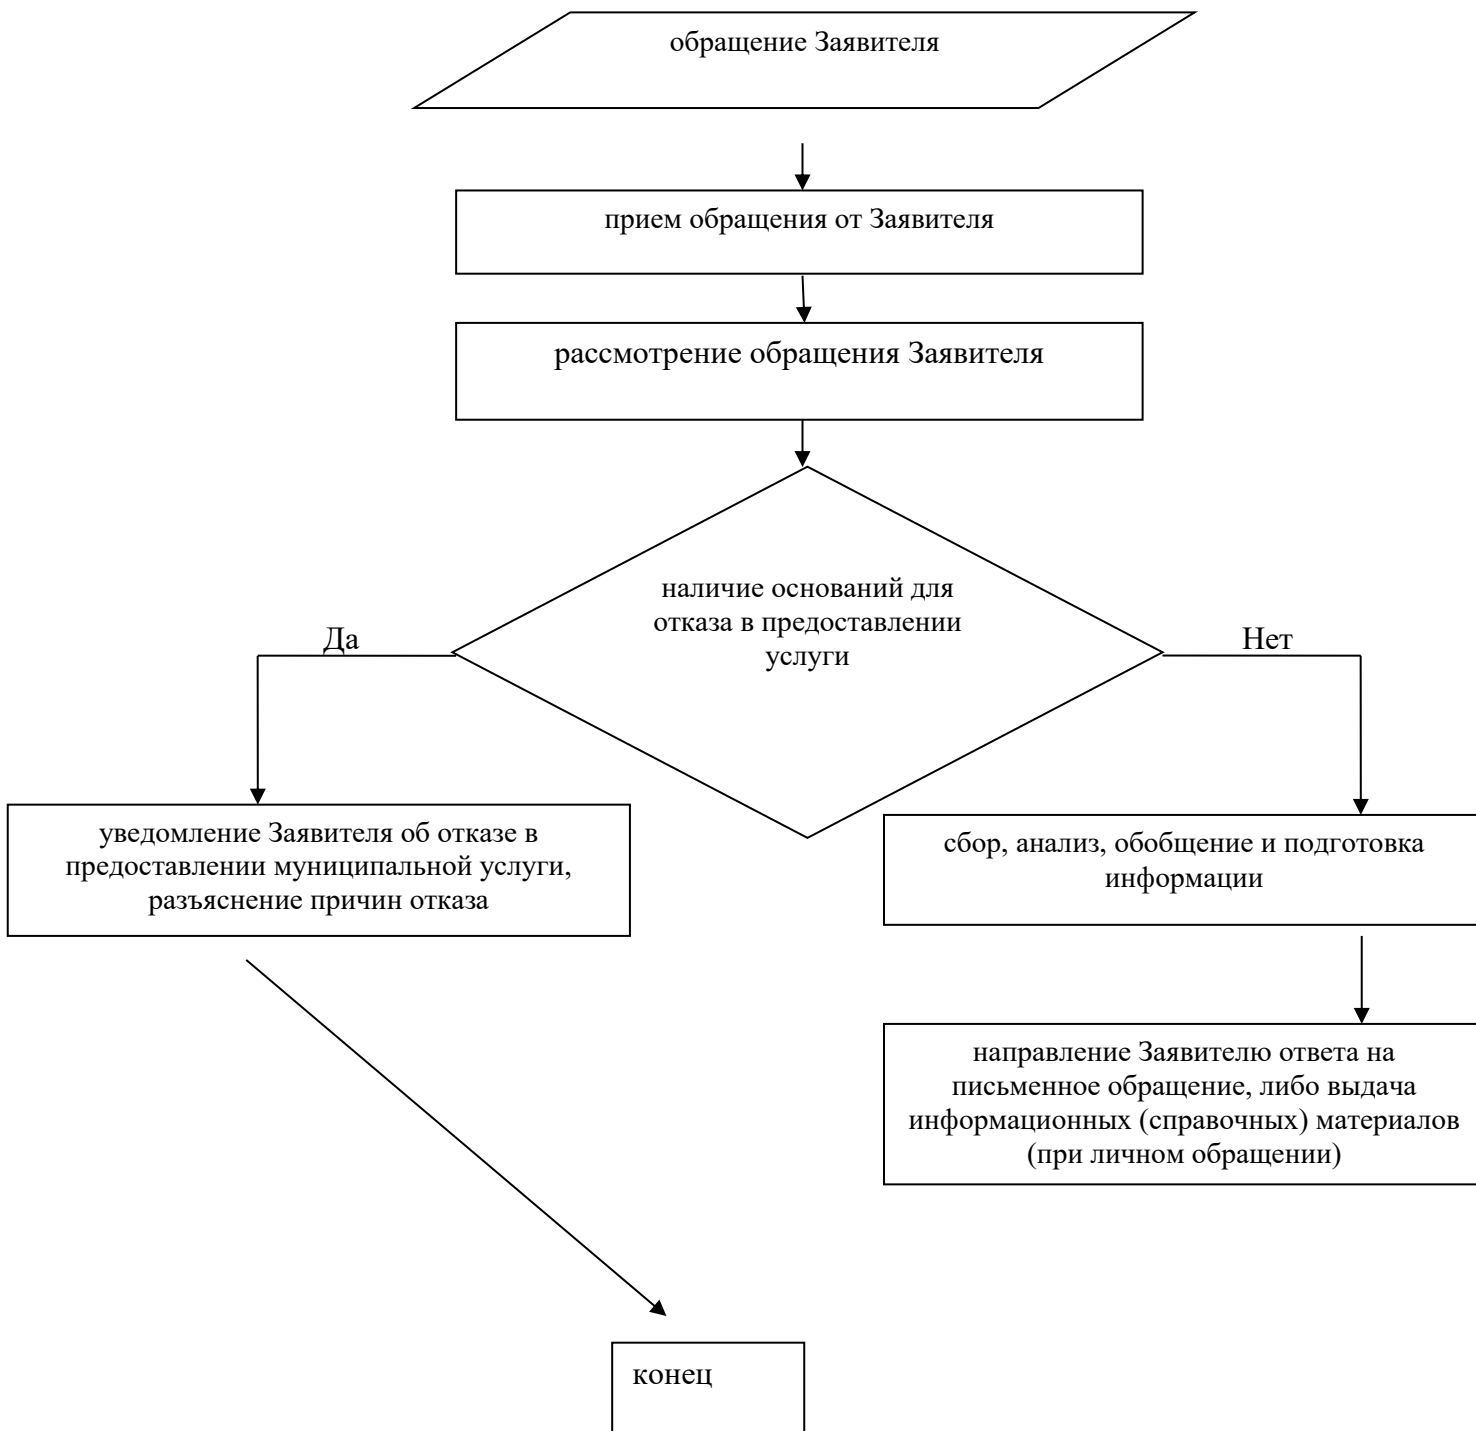 обращение Заявителя
прием обращения от Заявителя
рассмотрение обращения Заявителя
наличие оснований для
отказа в предоставлении
услуги
Да
Нет
уведомление Заявителя об отказе в
предоставлении муниципальной услуги,
разъяснение причин отказа
сбор, анализ, обобщение и подготовка
информации
направление Заявителю ответа на
письменное обращение, либо выдача
информационных (справочных) материалов
(при личном обращении)
конец